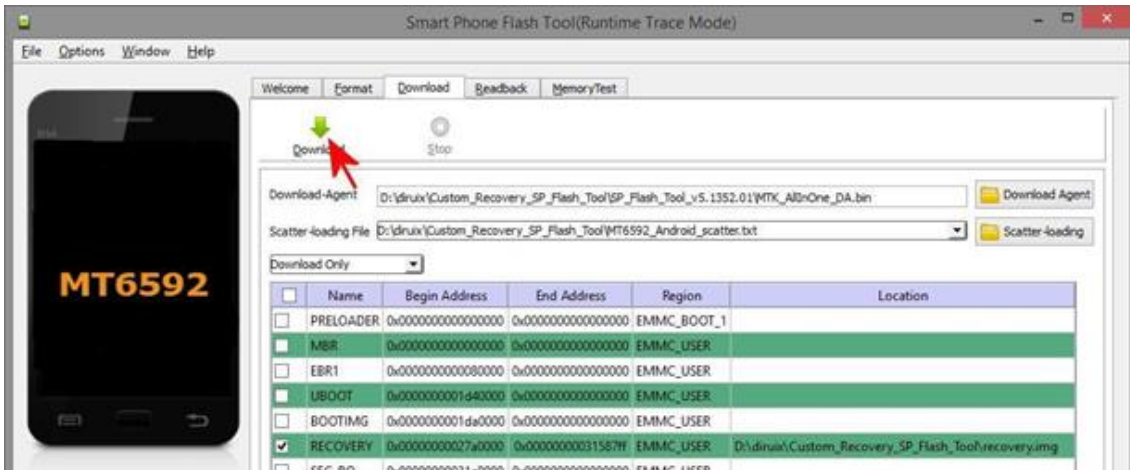 Smart Phone Flash Tool(Runtime Trace Mode)
File Options Window Help
Welcome Format Download Readback MemoryTest
Stop
Download-Agent D:\diruix\Custom_Recovery_SP_Flash_Tool\SP_Flash_Tool_v5.1352.01\MTK_AllInOne_DA.bin Download Agent
Scatter-loading File D:\diruix\Custom_Recovery_SP_Flash_Tool\MT6592_Android_scatter.txt Scatter-loading
Download Only
MT6592
Name Begin Address End Address Region Location
PRELOADER 0x0000000000000000 0x0000000000000000 EMMC_BOOT_1
MBR 0x0000000000000000 0x0000000000000000 EMMC_USER
EBR1 0x0000000000080000 0x0000000000000000 EMMC_USER
UBOOT 0x0000000001d40000 0x0000000000000000 EMMC_USER
BOOTIMG 0x0000000001da0000 0x0000000000000000 EMMC_USER
RECOVERY 0x00000000027a0000 0x00000000031587ff EMMC_USER D:\diruix\Custom_Recovery_SP_Flash_Tool\recovery.img